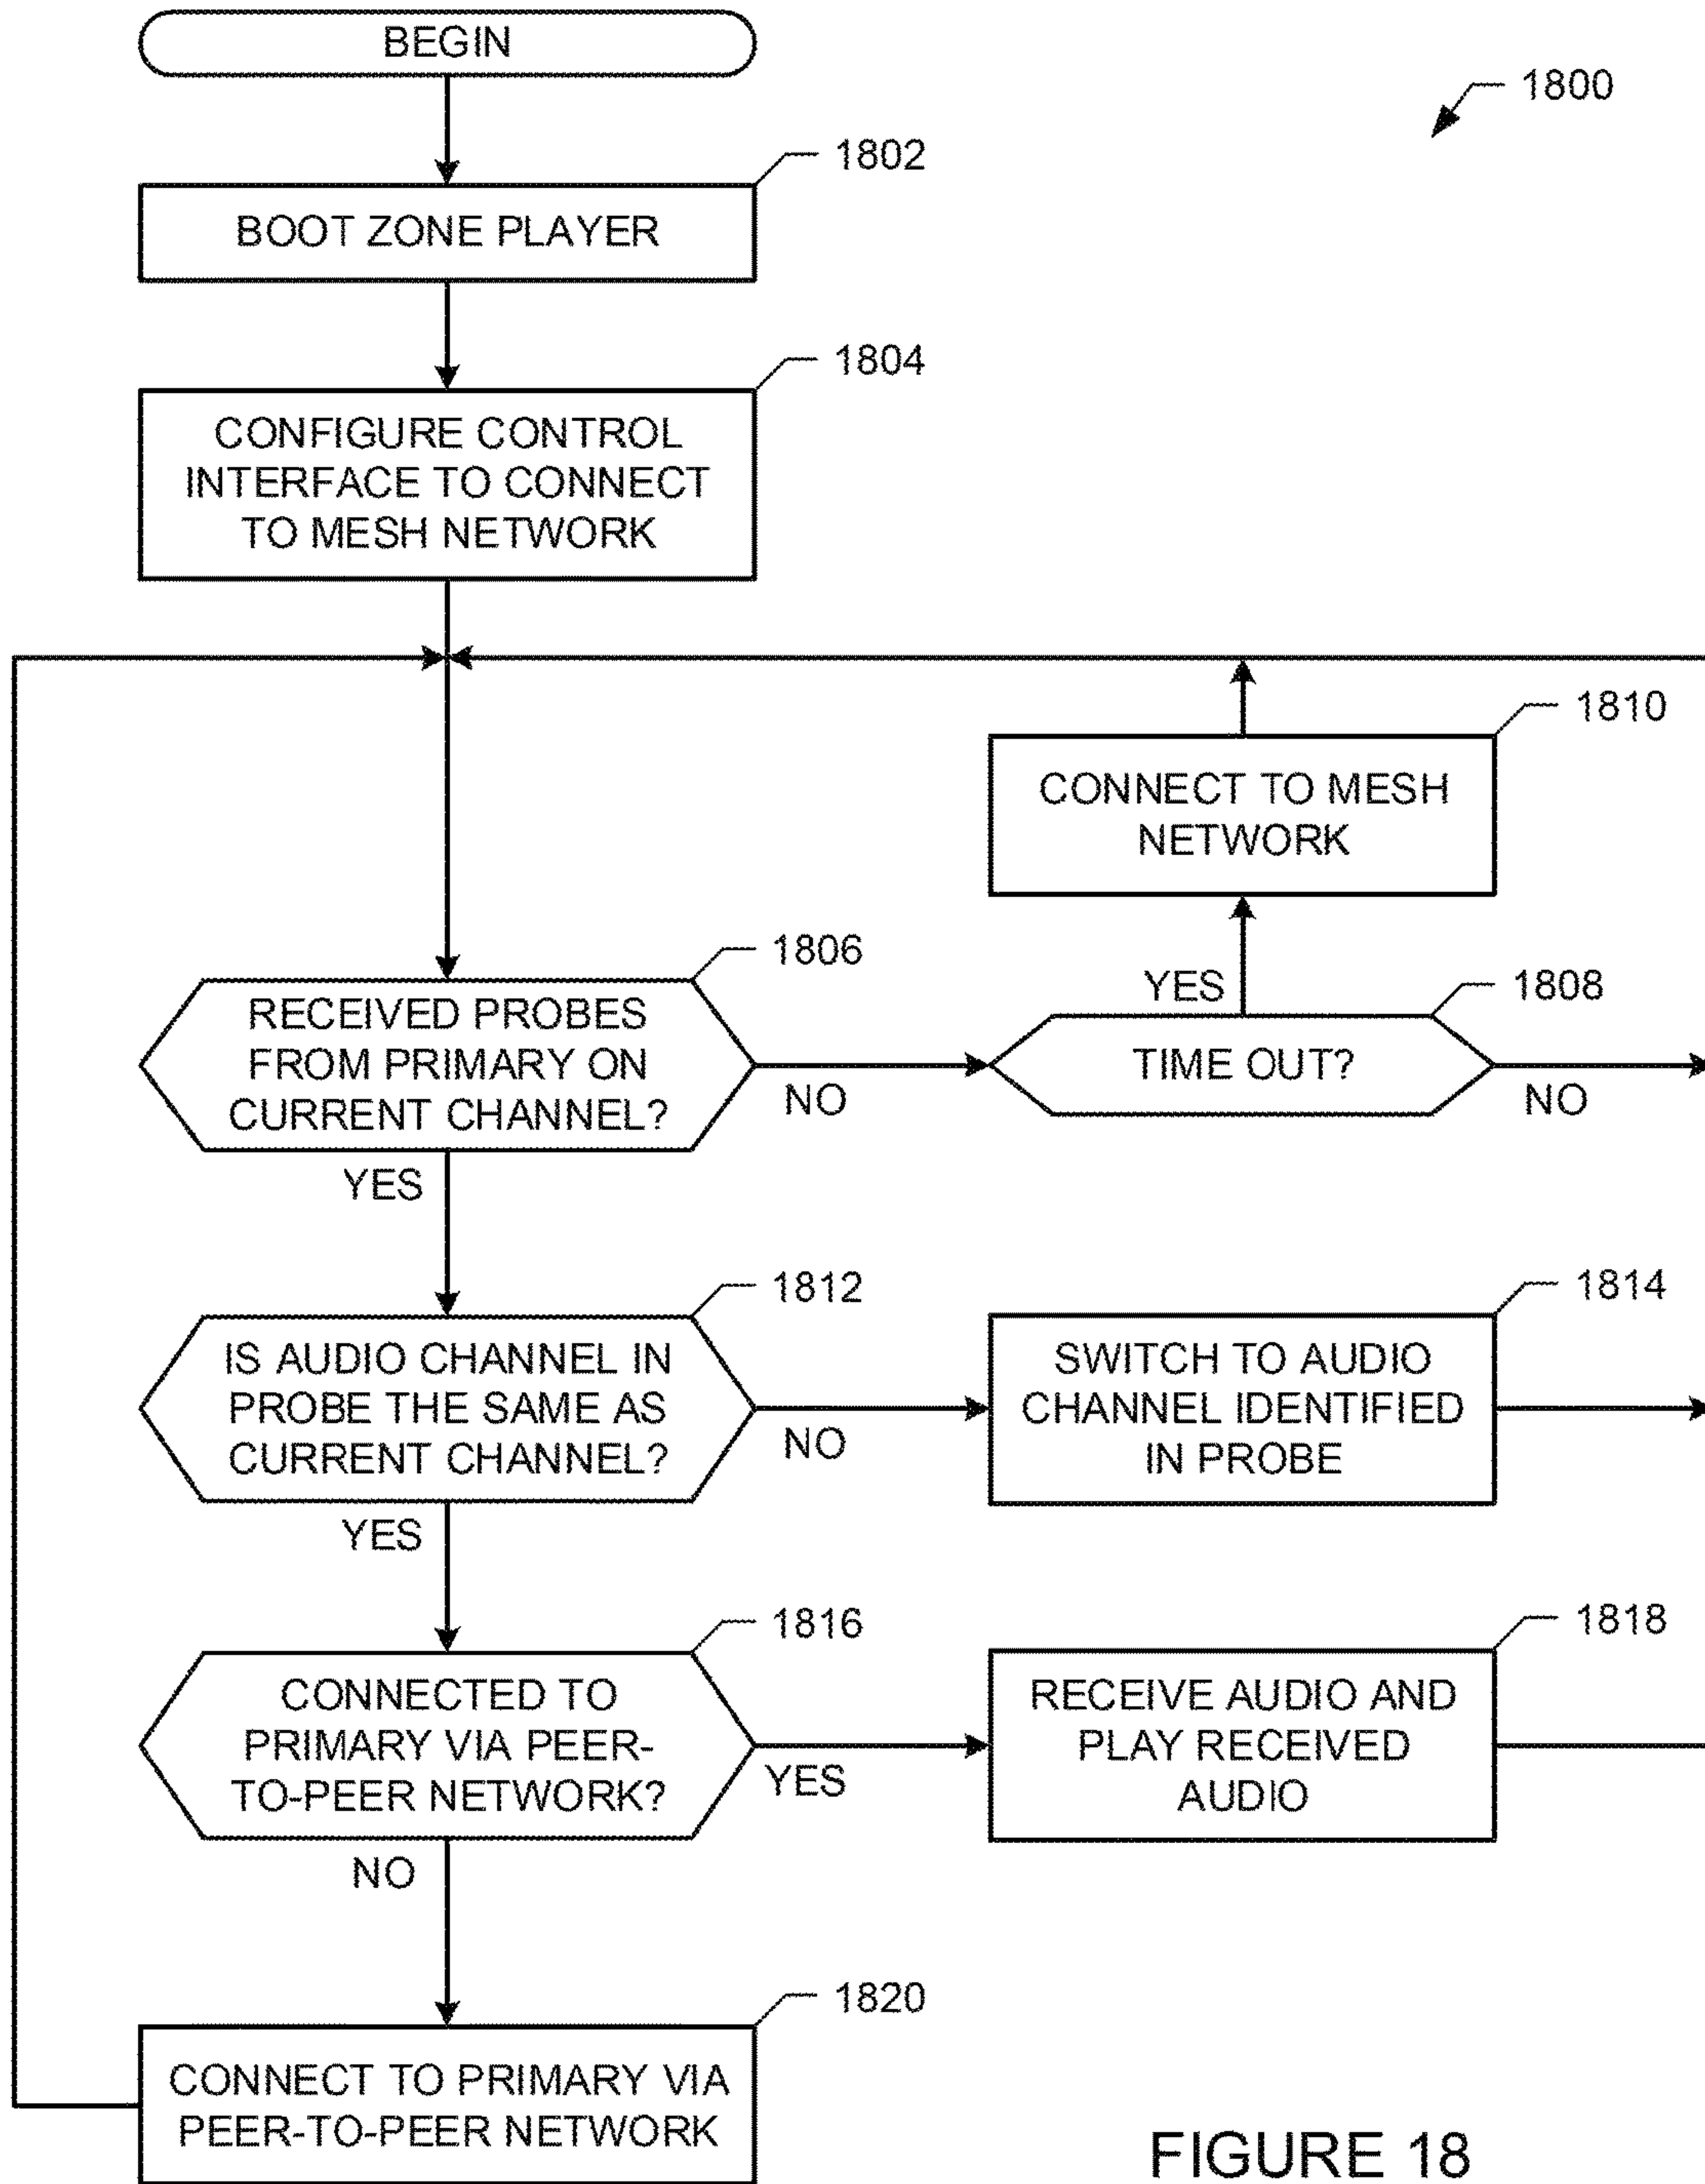 BEGIN
1800
1802
BOOT ZONE PLAYER
1804
CONFIGURE CONTROL
INTERFACE TO CONNECT
TO MESH NETWORK
1810
CONNECT TO MESH
NETWORK
1806
RECEIVED PROBES
FROM PRIMARY ON
CURRENT CHANNEL?
NO
YES
YES
1808
TIME OUT?
NO
1812
IS AUDIO CHANNEL IN
PROBE THE SAME AS
CURRENT CHANNEL?
NO
YES
1814
SWITCH TO AUDIO
CHANNEL IDENTIFIED
IN PROBE
1816
CONNECTED TO
PRIMARY VIA PEER-
TO-PEER NETWORK?
YES
NO
1818
RECEIVE AUDIO AND
PLAY RECEIVED
AUDIO
1820
CONNECT TO PRIMARY VIA
PEER-TO-PEER NETWORK
FIGURE 18